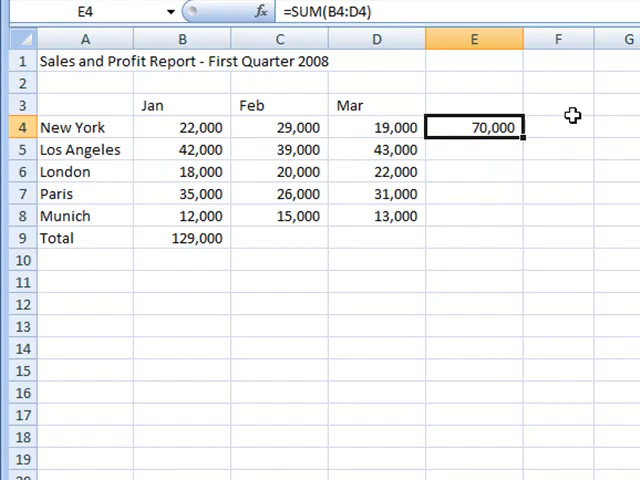 E4 fx =SUM(B4:D4)
A B C D E F G
1 Sales and Profit Report - First Quarter 2008
2
3 Jan Feb Mar
4 New York 22,000 29,000 19,000 70,000
5 Los Angeles 42,000 39,000 43,000
6 London 18,000 20,000 22,000
7 Paris 35,000 26,000 31,000
8 Munich 12,000 15,000 13,000
9 Total 129,000
10
11
12
13
14
15
16
17
18
19
20